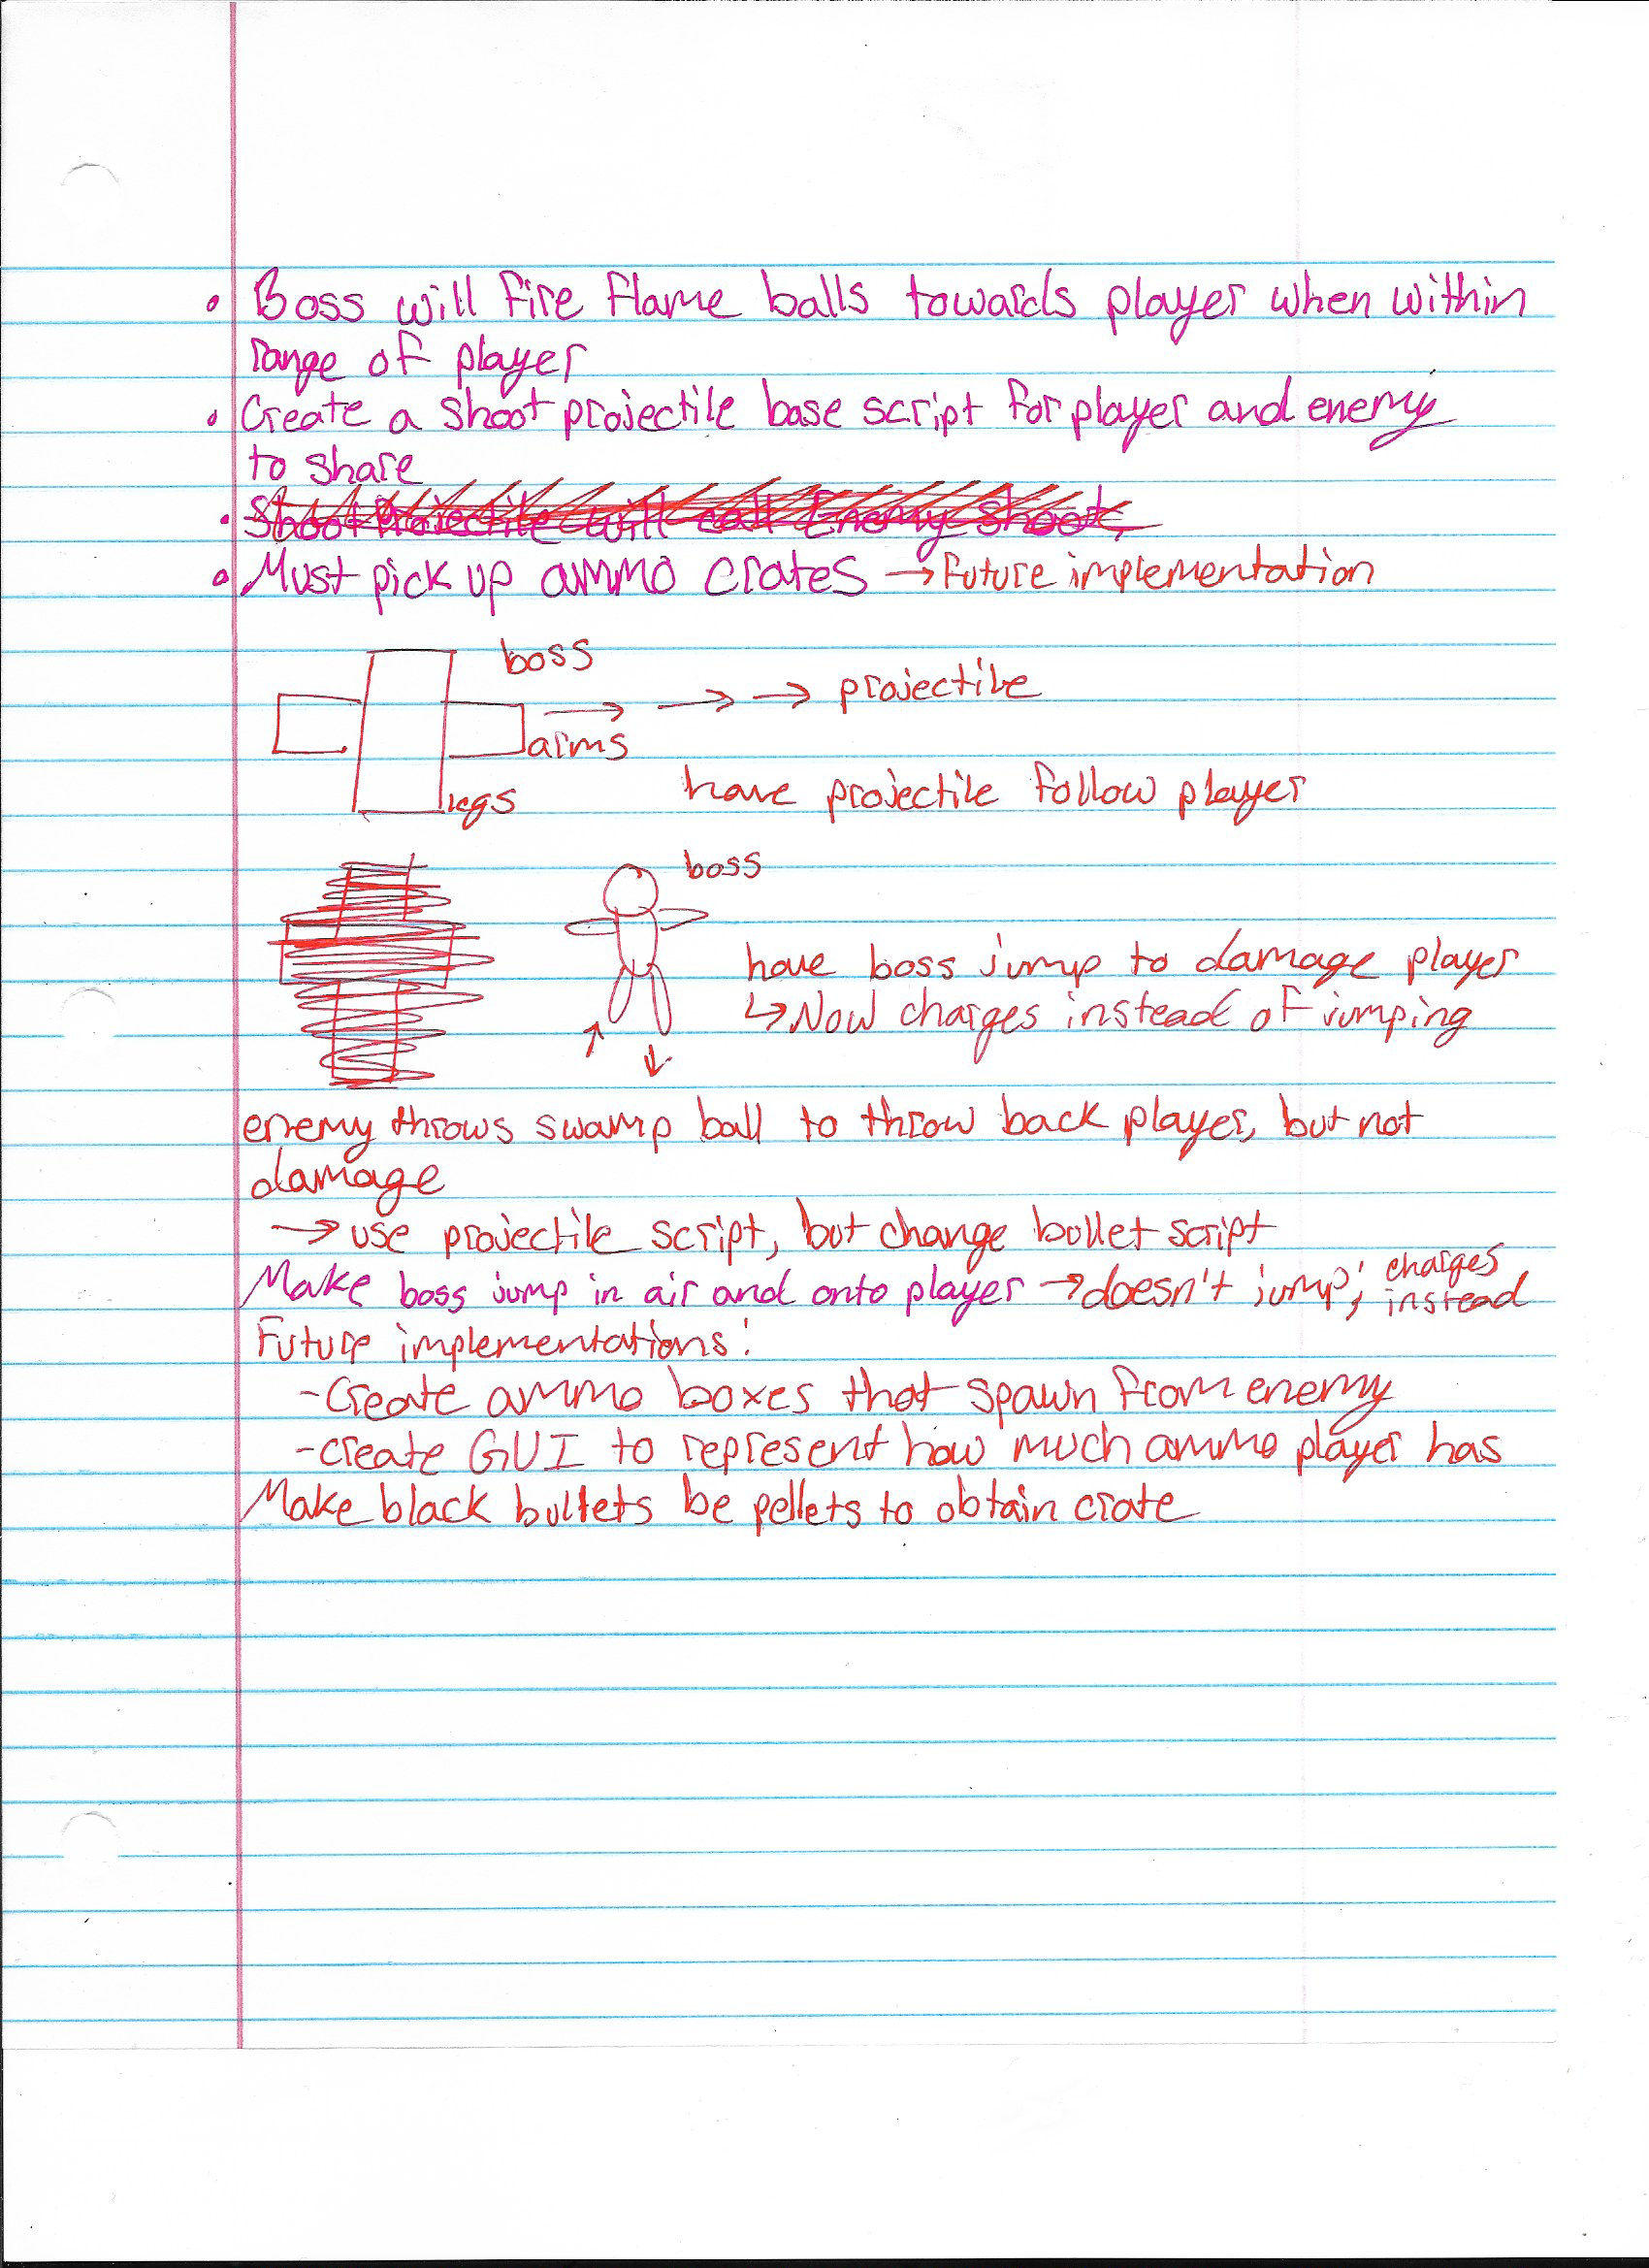 • Boss will fire flame balls towards player when within
range of player
• Create a shoot projectile base script for player and enemy
to share
• Shoot Projectile will call Enemy Shoot;
• Must pick up ammo crates → Future implementation
boss
→ → → projectile
arms
legs
have projectile follow player
boss
have boss jump to damage player
↳ Now charges instead of jumping
enemy throws swamp ball to throw back player, but not
damage
→ use projectile script, but change bullet script
Make boss jump in air and onto player → doesn't jump; charges
instead
Future implementations:
- Create ammo boxes that spawn from enemy
- create GUI to represent how much ammo player has
Make black bullets be pellets to obtain crate